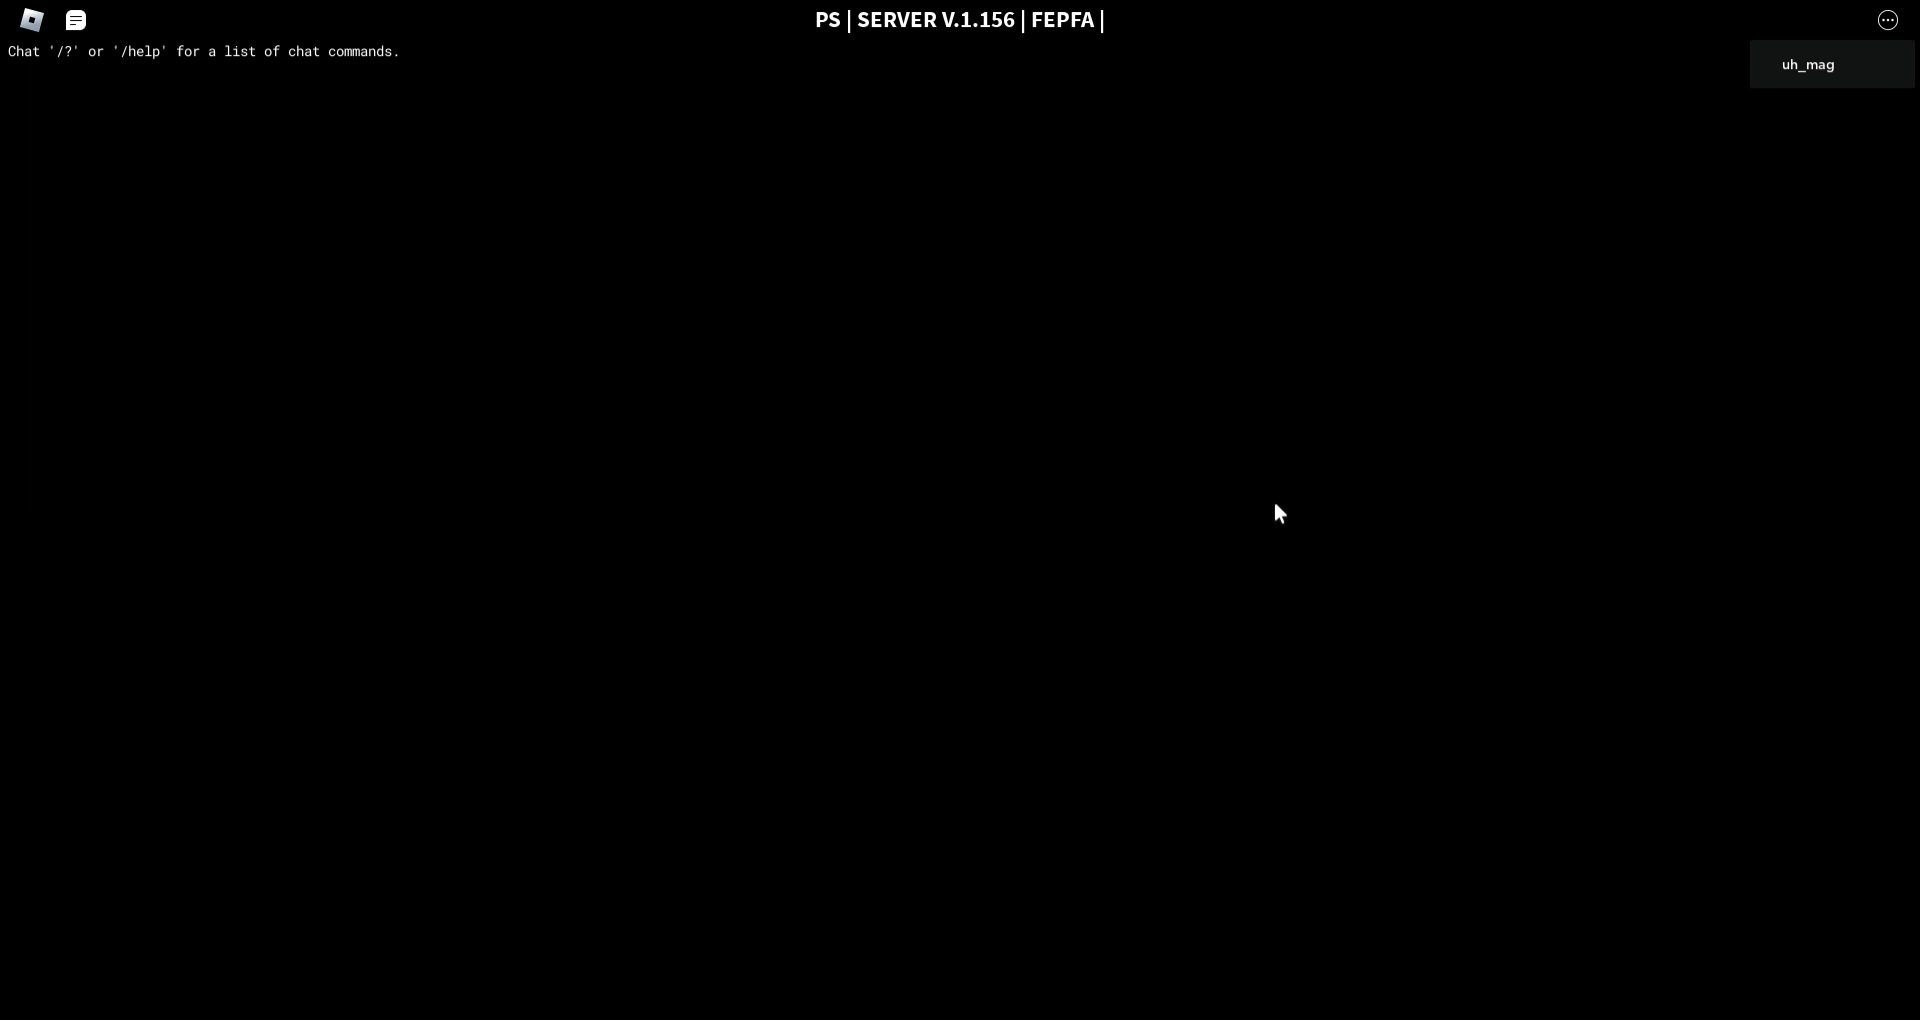 PS | SERVER V.1.156 | FEPFA |
Chat '/?' or '/help' for a list of chat commands.
uh_mag